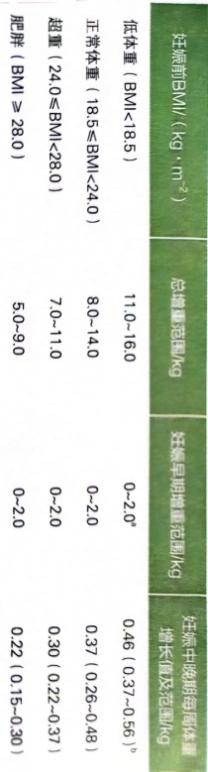 妊娠前BMI/（kg·m⁻²） 总增重范围/kg 妊娠早期增重范围/kg 妊娠中晚期每周体重
增长值及范围/kg
低体重（BMI<18.5） 11.0~16.0 0~2.0ᵃ 0.46（0.37~0.56）ᵇ
正常体重（18.5≤BMI<24.0） 8.0~14.0 0~2.0 0.37（0.26~0.48）
超重（24.0≤BMI<28.0） 7.0~11.0 0~2.0 0.30（0.22~0.37）
肥胖（BMI ≥ 28.0） 5.0~9.0 0~2.0 0.22（0.15~0.30）